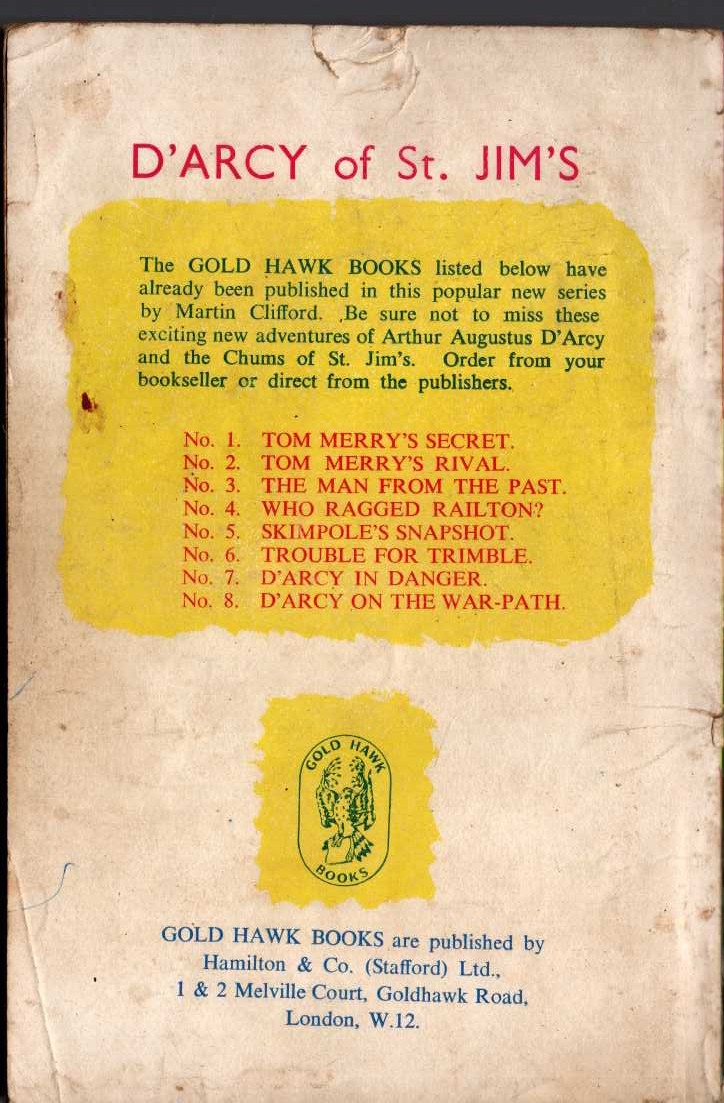 D'ARCY of St. JIM'S
The GOLD HAWK BOOKS listed below have
already been published in this popular new series
by Martin Clifford. Be sure not to miss these
exciting new adventures of Arthur Augustus D'Arcy
and the Chums of St. Jim's. Order from your
bookseller or direct from the publishers.
No. 1. TOM MERRY'S SECRET.
No. 2. TOM MERRY'S RIVAL.
No. 3. THE MAN FROM THE PAST.
No. 4. WHO RAGGED RAILTON?
No. 5. SKIMPOLE'S SNAPSHOT.
No. 6. TROUBLE FOR TRIMBLE.
No. 7. D'ARCY IN DANGER.
No. 8. D'ARCY ON THE WAR-PATH.
GOLD HAWK
BOOKS
GOLD HAWK BOOKS are published by
Hamilton & Co. (Stafford) Ltd.,
1 & 2 Melville Court, Goldhawk Road,
London, W.12.